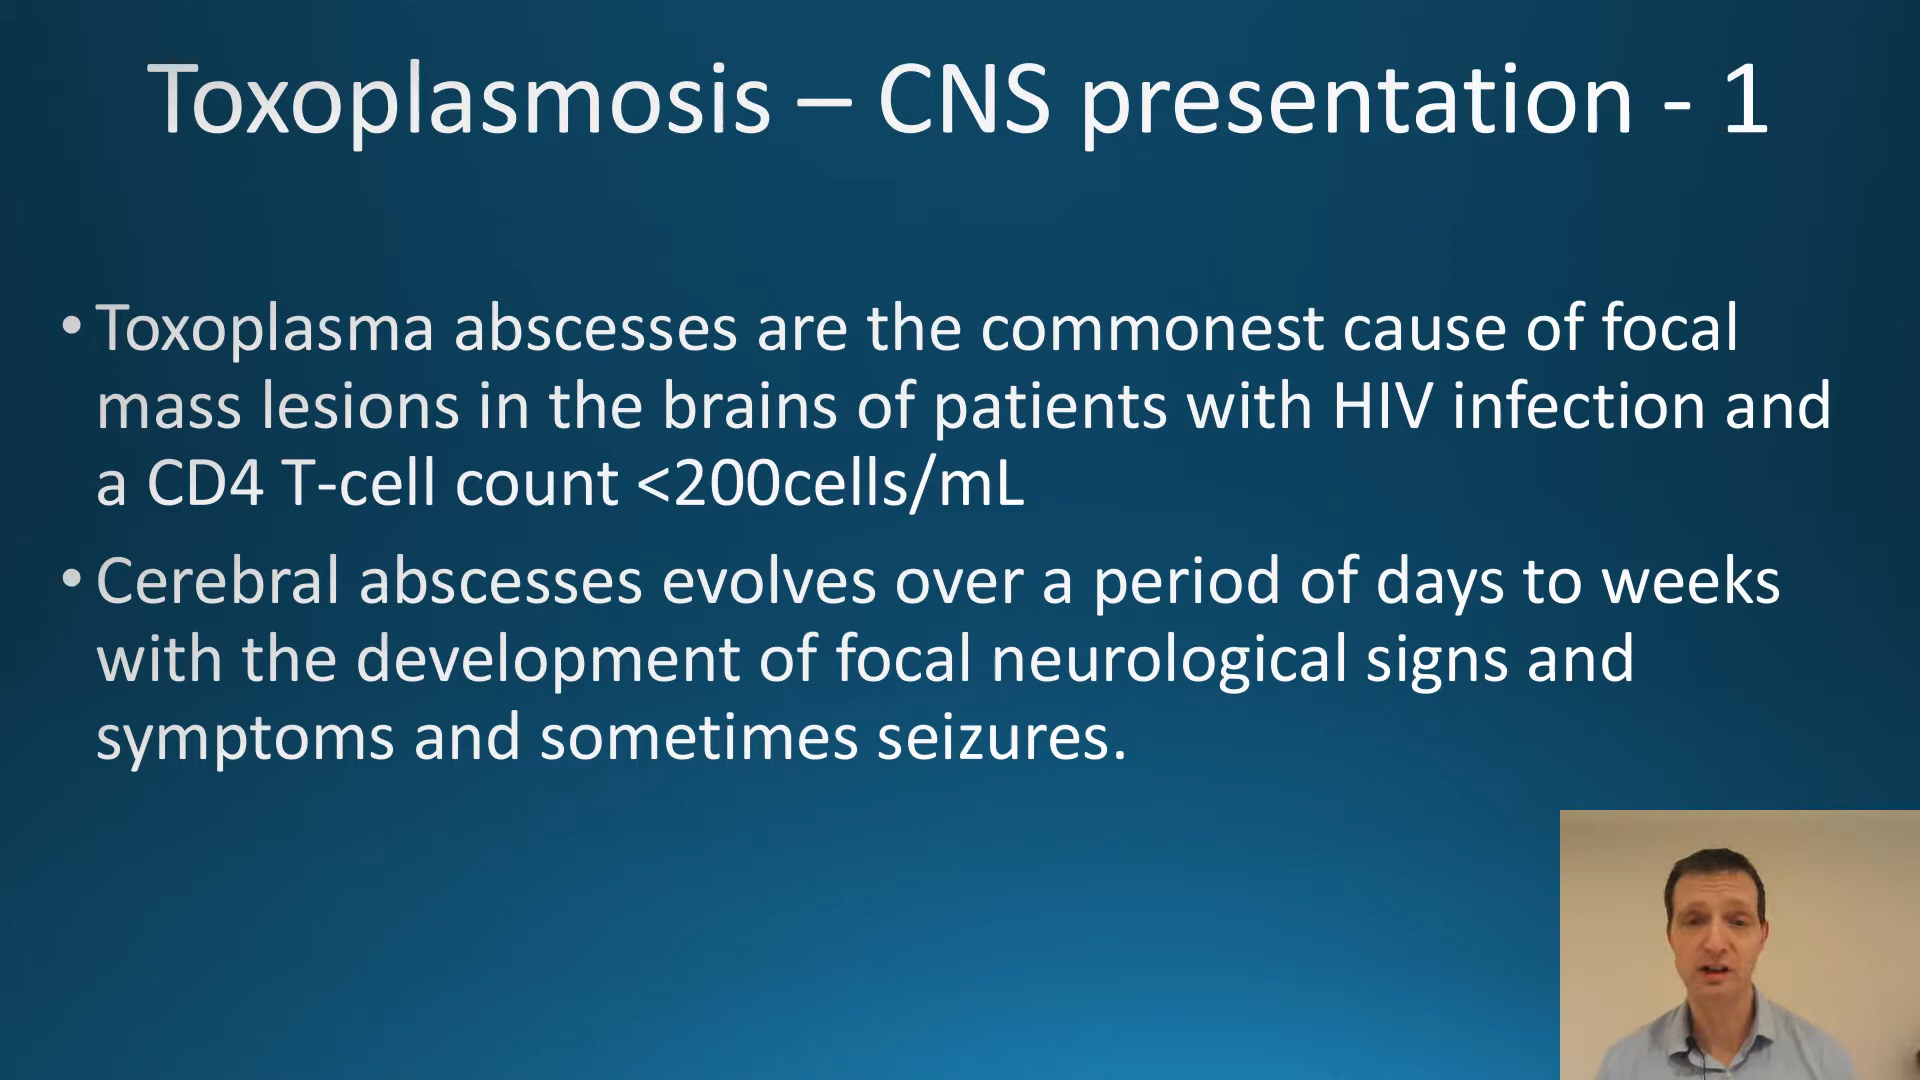 Toxoplasmosis – CNS presentation - 1
• Toxoplasma abscesses are the commonest cause of focal
mass lesions in the brains of patients with HIV infection and
a CD4 T-cell count <200cells/mL
• Cerebral abscesses evolves over a period of days to weeks
with the development of focal neurological signs and
symptoms and sometimes seizures.